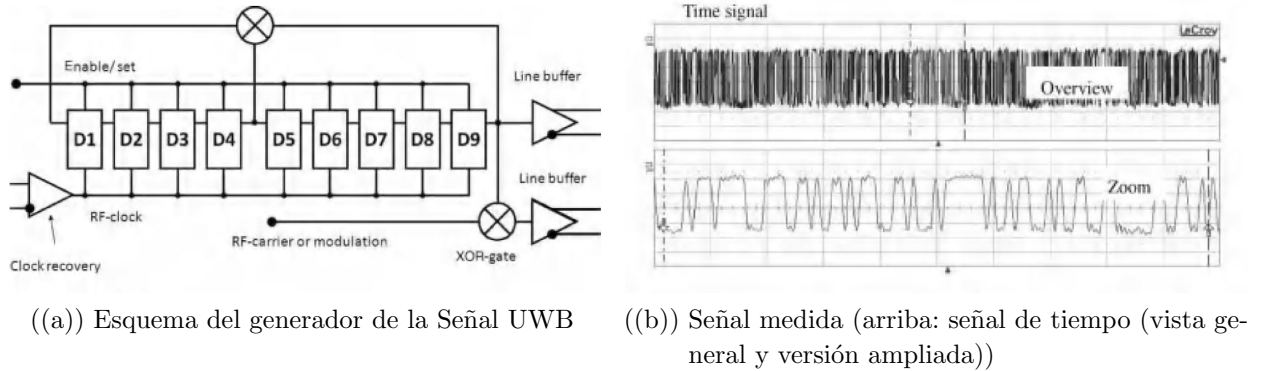 Enable/ set
D1 D2 D3 D4 D5 D6 D7 D8 D9
Line buffer
Line buffer
RF-clock
RF-carrier or modulation
XOR-gate
Clock recovery
((a)) Esquema del generador de la Señal UWB
Time signal
LeCroy
Overview
Zoom
((b)) Señal medida (arriba: señal de tiempo (vista ge-
neral y versión ampliada))